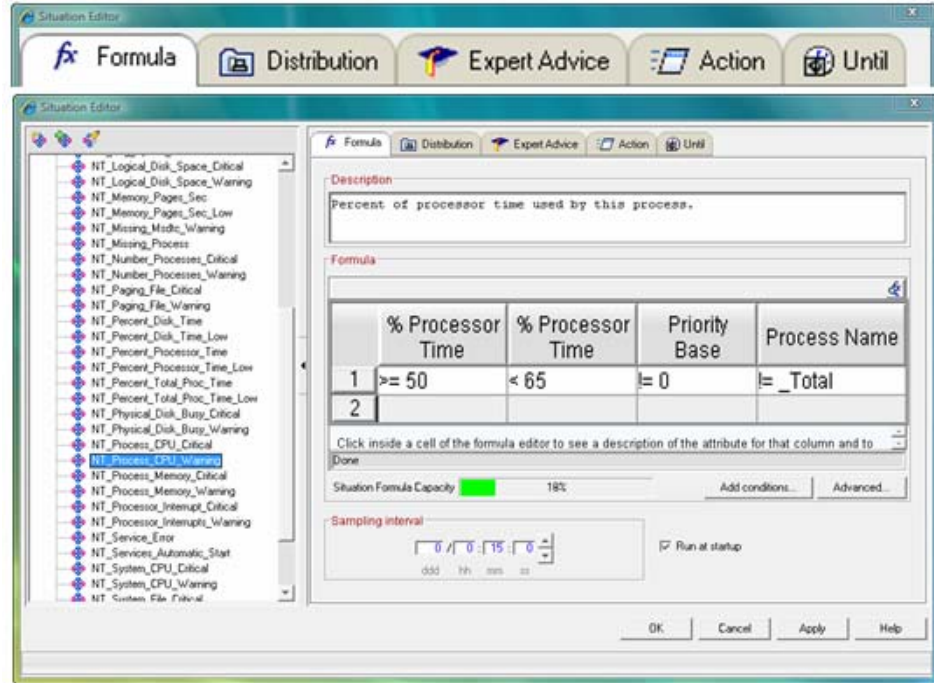 Situation Editor
Formula Distribution Expert Advice Action Until
Situation Editor
NT_Logical_Disk_Space_Critical
NT_Logical_Disk_Space_Warning
NT_Memory_Pages_Sec
NT_Memory_Pages_Sec_Low
NT_Missing_Msdtc_Warning
NT_Missing_Process
NT_Number_Processes_Critical
NT_Number_Processes_Warning
NT_Paging_File_Critical
NT_Paging_File_Warning
NT_Percent_Disk_Time
NT_Percent_Disk_Time_Low
NT_Percent_Processor_Time
NT_Percent_Processor_Time_Low
NT_Percent_Total_Proc_Time
NT_Percent_Total_Proc_Time_Low
NT_Physical_Disk_Busy_Critical
NT_Physical_Disk_Busy_Warning
NT_Process_CPU_Critical
NT_Process_CPU_Warning
NT_Process_Memory_Critical
NT_Process_Memory_Warning
NT_Processor_Interrupt_Critical
NT_Processor_Interrupts_Warning
NT_Service_Error
NT_Services_Automatic_Start
NT_System_CPU_Critical
NT_System_CPU_Warning
NT_System_File_Critical
Formula Distribution Expert Advice Action Until
Description
Percent of processor time used by this process.
Formula
% Processor Time % Processor Time Priority Base Process Name
1 >= 50 < 65 != 0 != _Total
2
Click inside a cell of the formula editor to see a description of the attribute for that column and to
Done
Situation Formula Capacity 18% Add conditions... Advanced...
Sampling interval
0 / 0 : 15 : 0
ddd hh mm ss
Run at startup
OK Cancel Apply Help